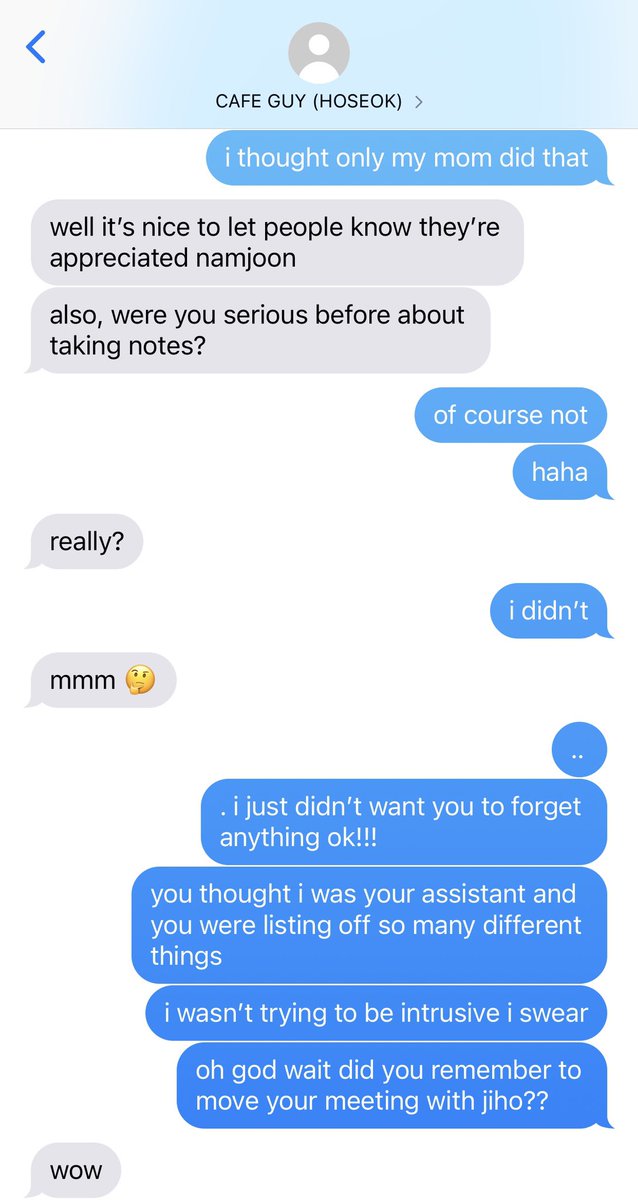 CAFE GUY (HOSEOK)
i thought only my mom did that
well it’s nice to let people know they’re
appreciated namjoon
also, were you serious before about
taking notes?
of course not
haha
really?
i didn’t
mmm 🤔
..
. i just didn’t want you to forget
anything ok!!!
you thought i was your assistant and
you were listing off so many different
things
i wasn’t trying to be intrusive i swear
oh god wait did you remember to
move your meeting with jiho??
wow